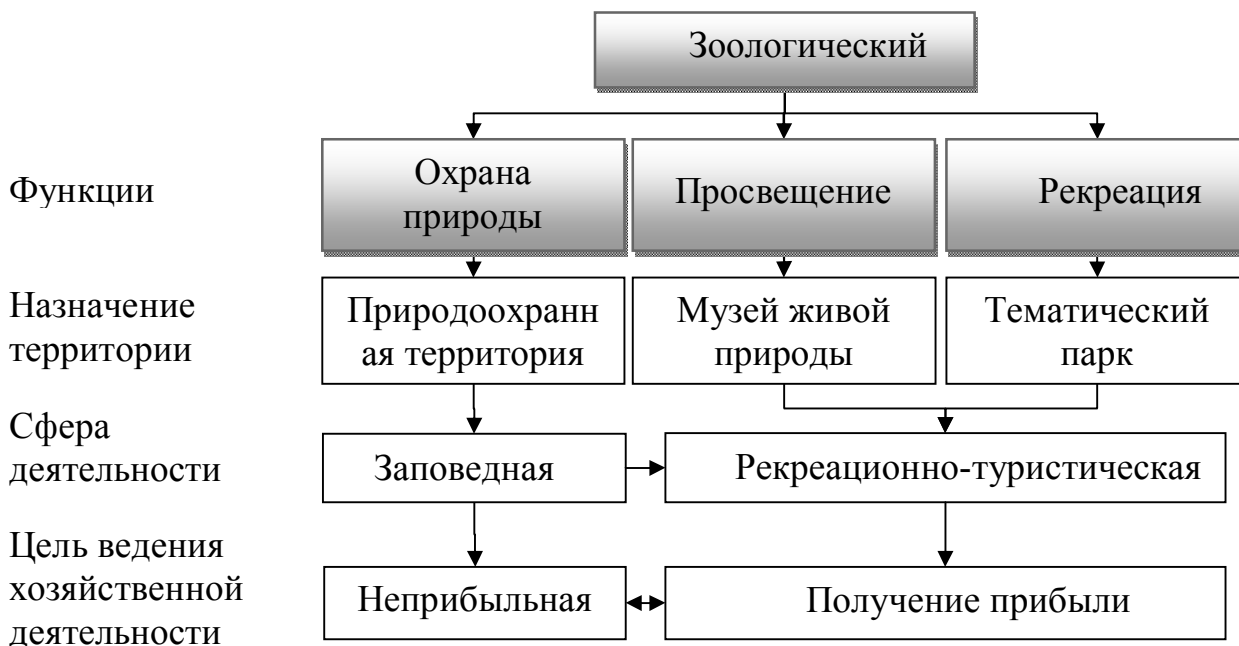 Зоологический
Функции
Охрана
природы
Просвещение
Рекреация
Назначение
территории
Природоохранн
ая территория
Музей живой
природы
Тематический
парк
Сфера
деятельности
Заповедная
Рекреационно-туристическая
Цель ведения
хозяйственной
деятельности
Неприбыльная
Получение прибыли